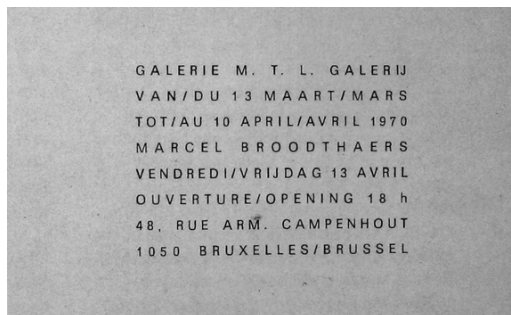 GALERIE M. T. L. GALERIJ
VAN/DU 13 MAART/MARS
TOT/AU 10 APRIL/AVRIL 1970
MARCEL BROODTHAERS
VENDREDI/VRIJDAG 13 AVRIL
OUVERTURE/OPENING 18 h
48, RUE ARM. CAMPENHOUT
1050 BRUXELLES/BRUSSEL